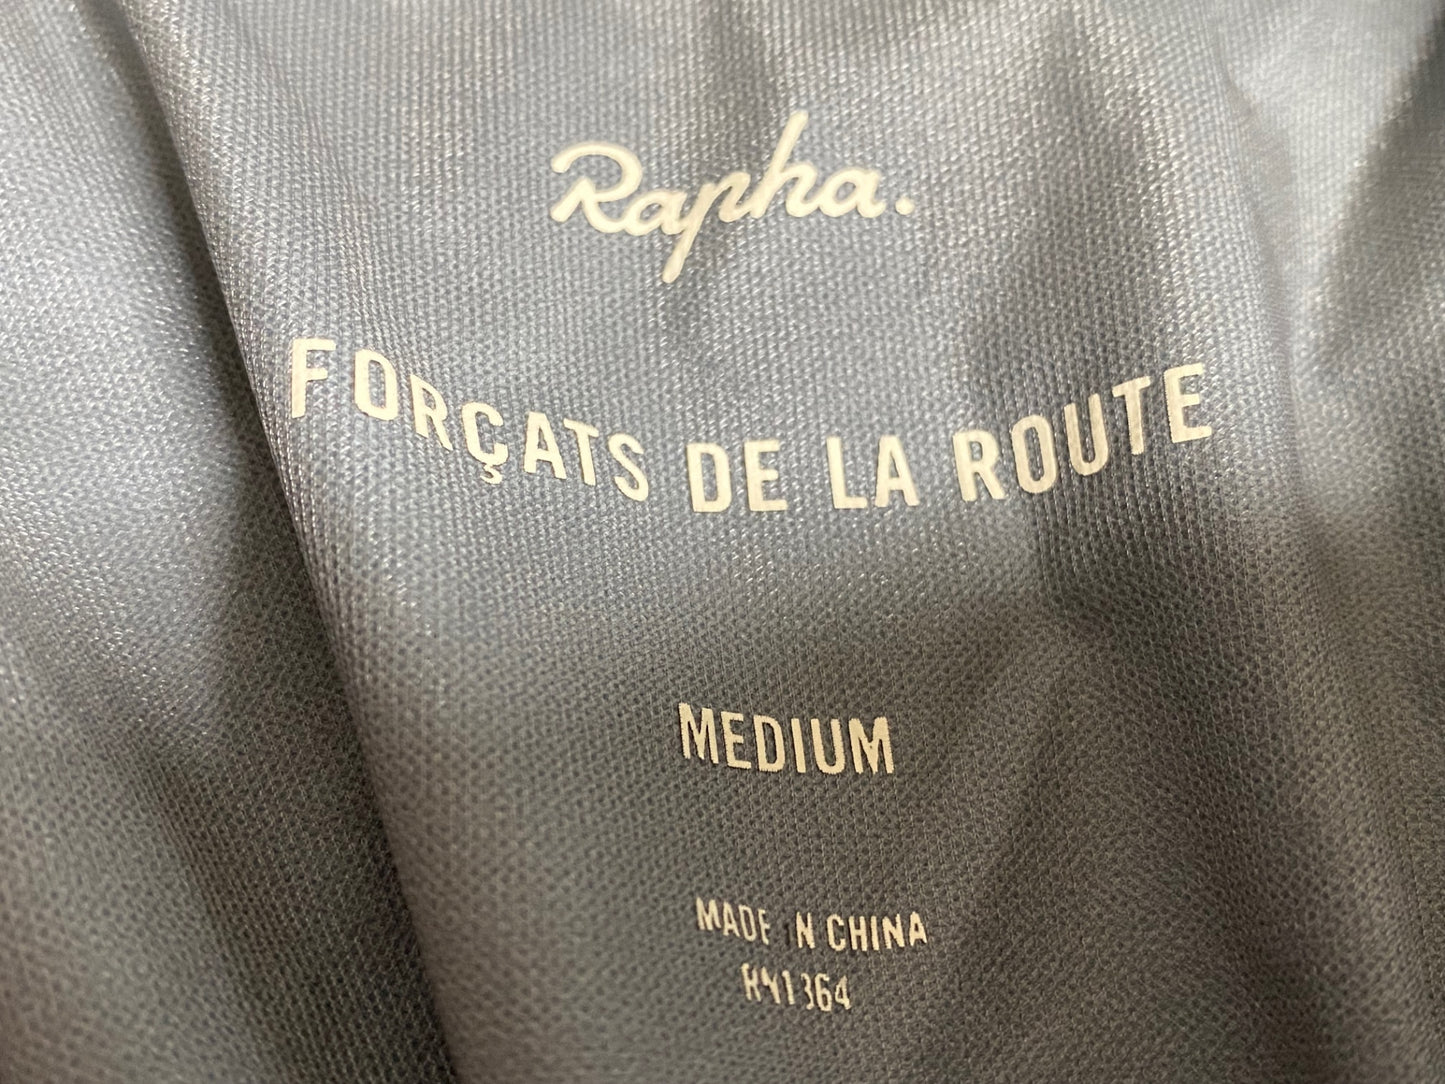 Rapha.
FORÇATS DE LA ROUTE
MEDIUM
MADE IN CHINA